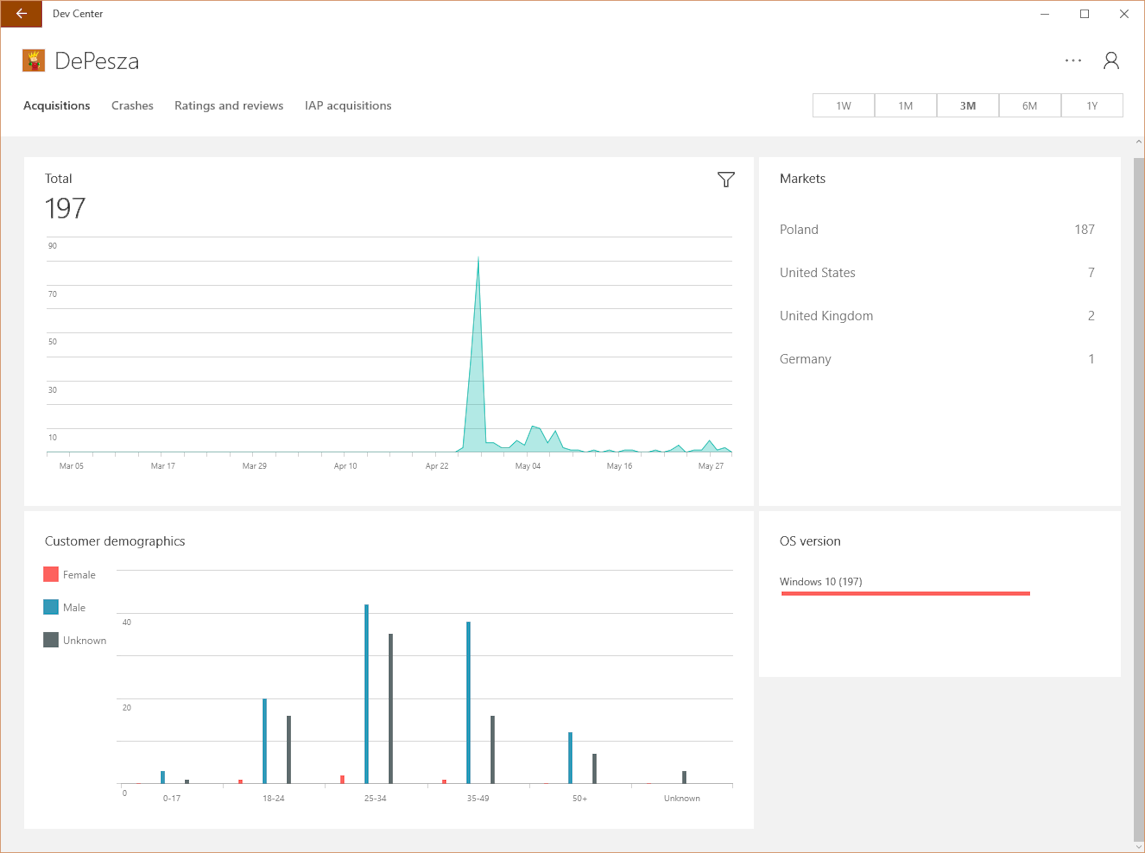 Dev Center
DePesza
Acquisitions Crashes Ratings and reviews IAP acquisitions
1W 1M 3M 6M 1Y
Total
197
90
70
50
30
10
Mar 05 Mar 17 Mar 29 Apr 10 Apr 22 May 04 May 16 May 27
Markets
Poland 187
United States 7
United Kingdom 2
Germany 1
Customer demographics
Female
Male
Unknown
40
20
0
0-17 18-24 25-34 35-49 50+ Unknown
OS version
Windows 10 (197)